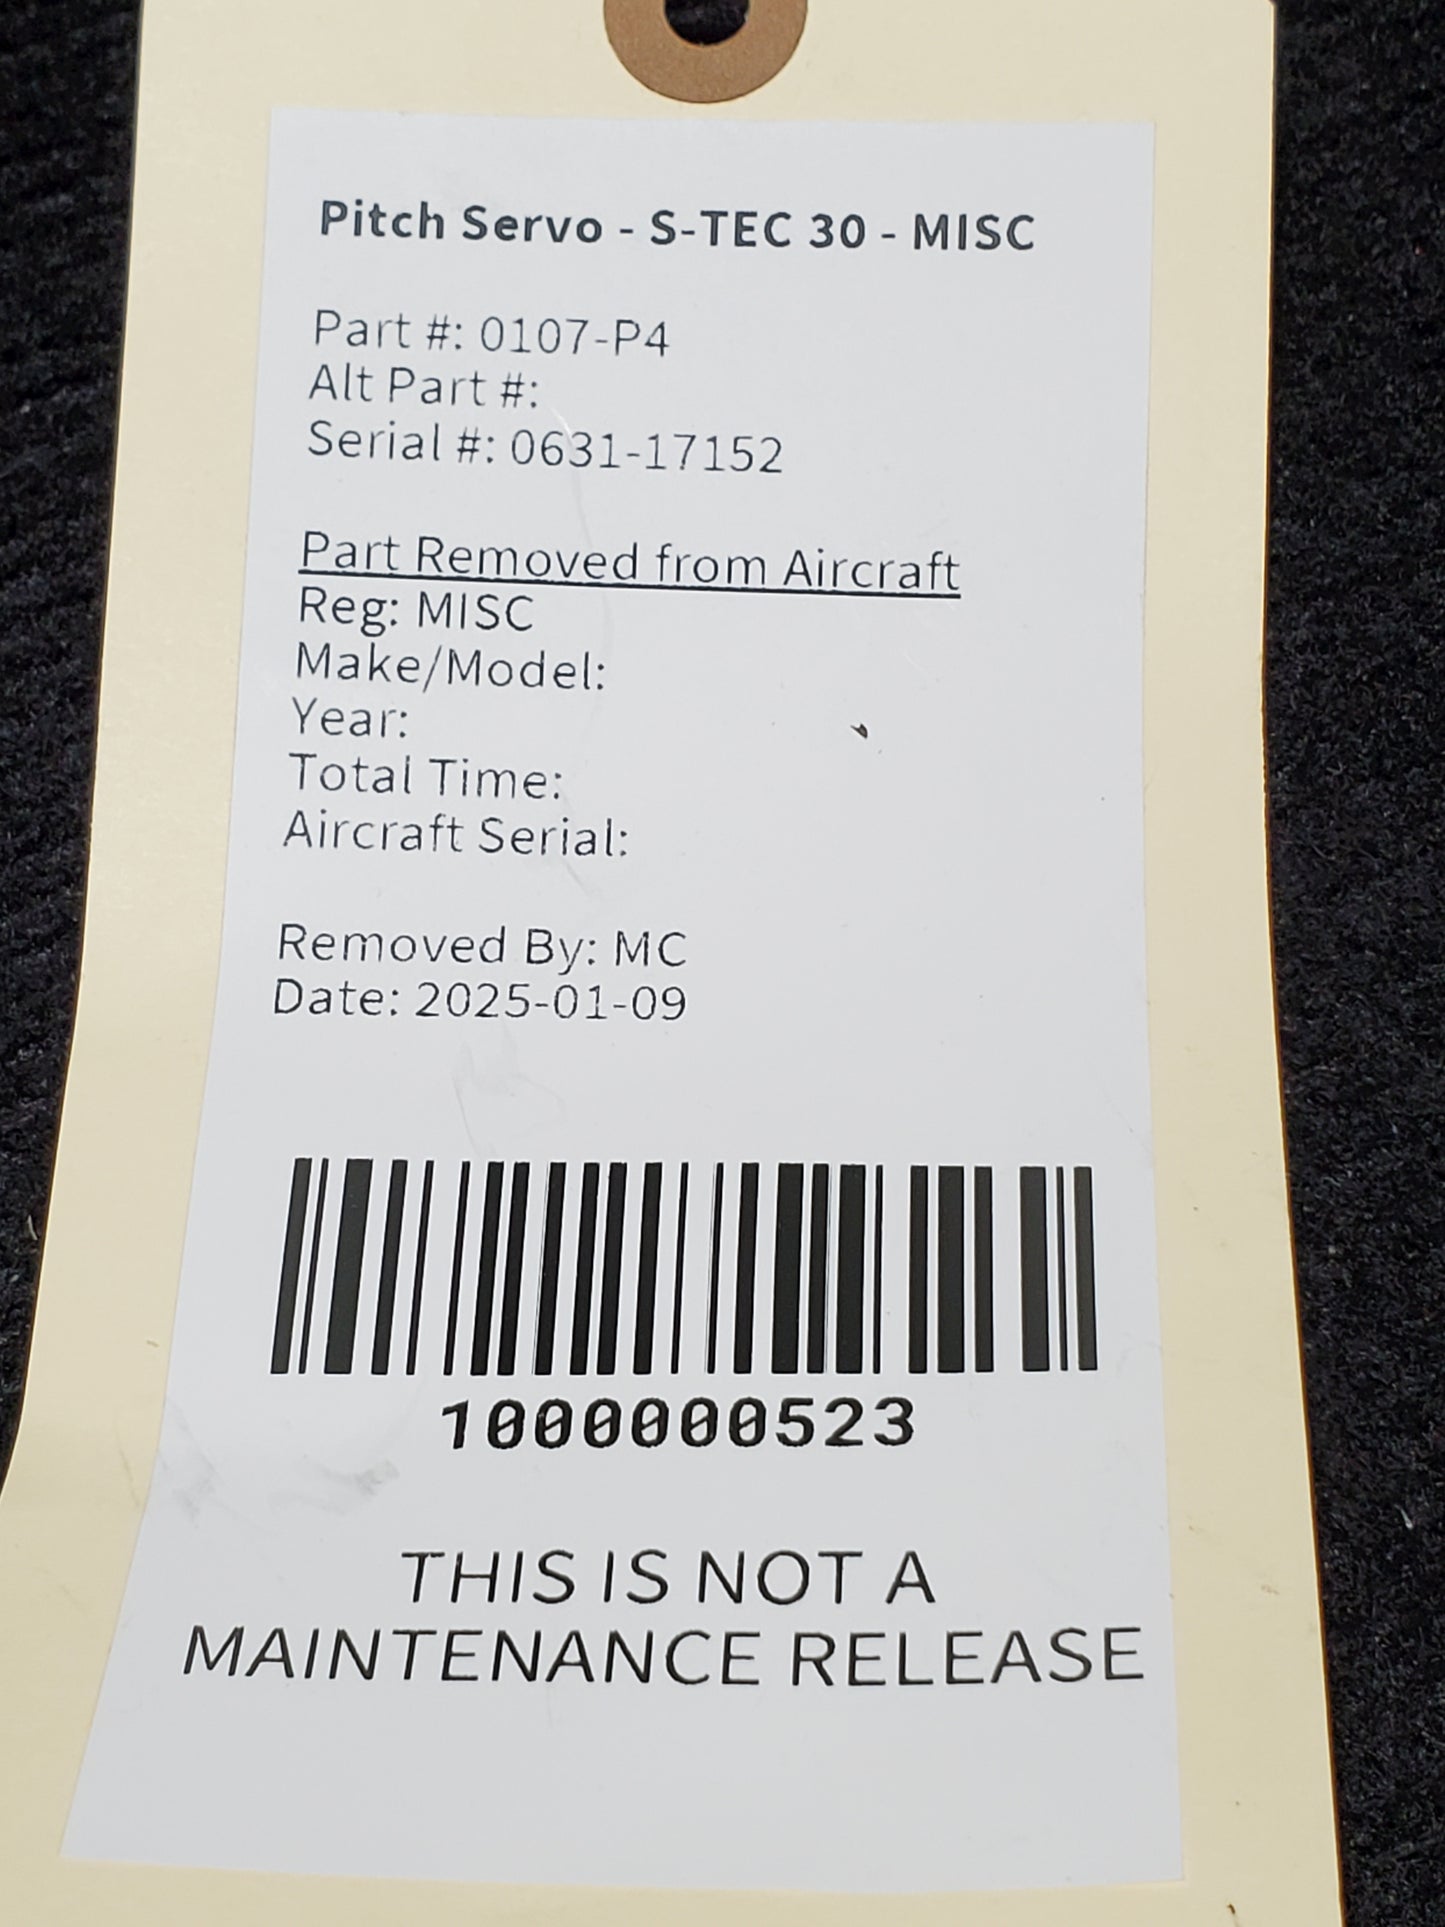 Pitch Servo - S-TEC 30 - MISC
Part #: 0107-P4
Alt Part #:
Serial #: 0631-17152
Part Removed from Aircraft
Reg: MISC
Make/Model:
Year:
Total Time:
Aircraft Serial:
Removed By: MC
Date: 2025-01-09
1000000523
THIS IS NOT A
MAINTENANCE RELEASE